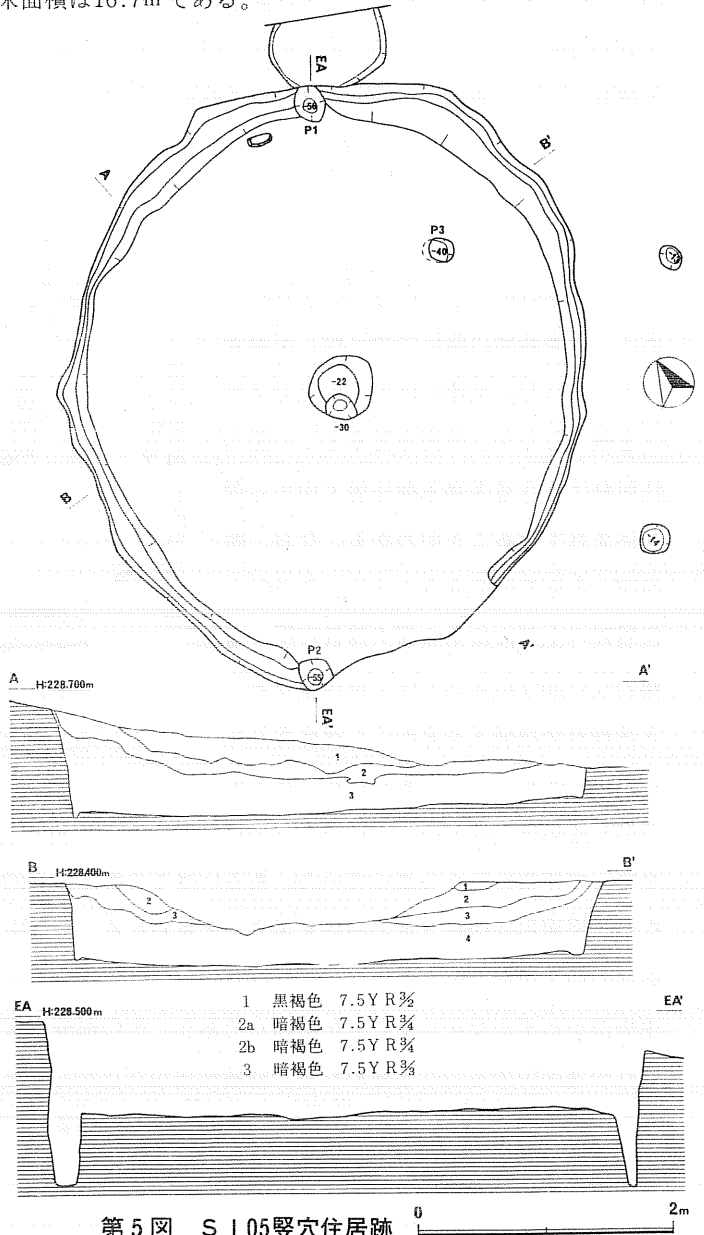 床面積は16.7m²である。
EA
-50
P1
A
B'
P3
-40
-22
-30
B
-14
P2
-55
EA'
A'
A H:228.700m A'
1
2
3
B H:228.400m B'
1
2
2
3
3
4
EA H:228.500m EA'
1 黒褐色 7.5YR3/2
2a 暗褐色 7.5YR3/4
2b 暗褐色 7.5YR3/4
3 暗褐色 7.5YR3/3
0 2m
第5図 SI05竪穴住居跡